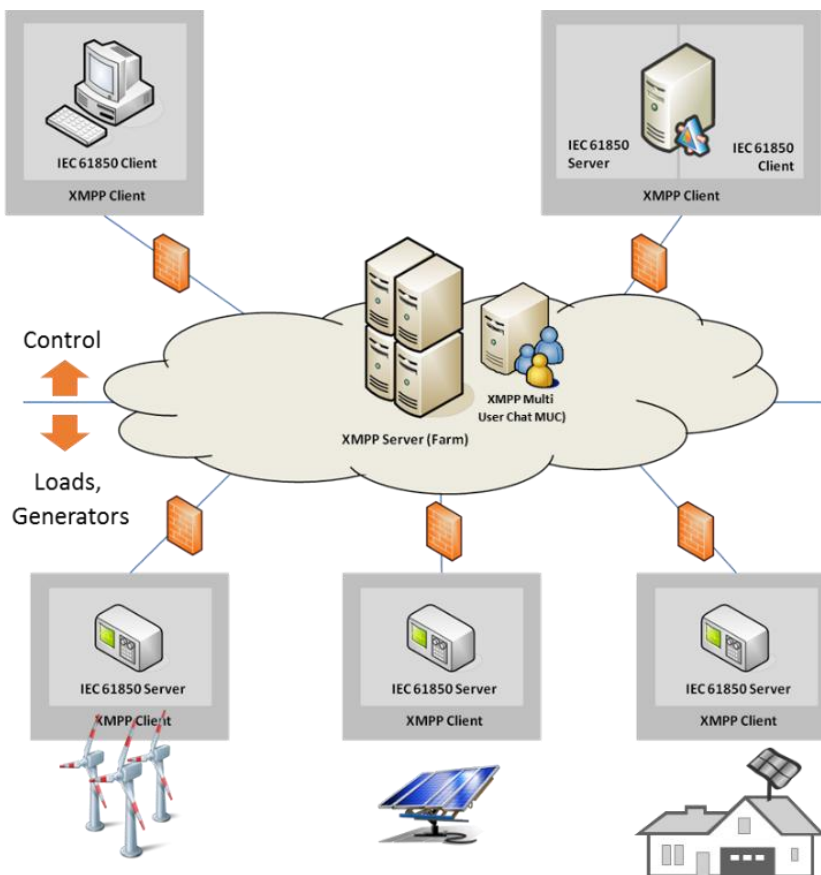 IEC 61850 Client
XMPP Client
IEC 61850
Server
IEC 61850
Client
XMPP Client
Control
XMPP Server (Farm)
XMPP Multi
User Chat MUC)
Loads,
Generators
IEC 61850 Server
XMPP Client
IEC 61850 Server
XMPP Client
IEC 61850 Server
XMPP Client